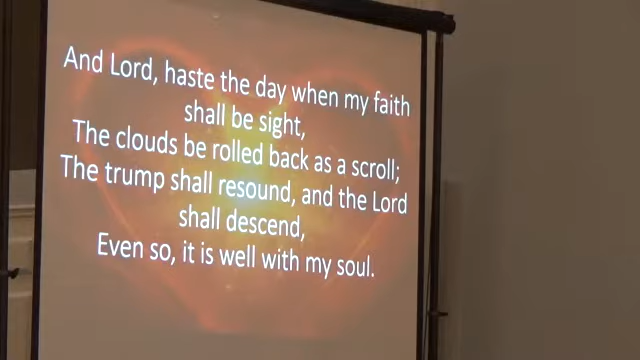 And Lord, haste the day when my faith
shall be sight,
The clouds be rolled back as a scroll;
The trump shall resound, and the Lord
shall descend,
Even so, it is well with my soul.